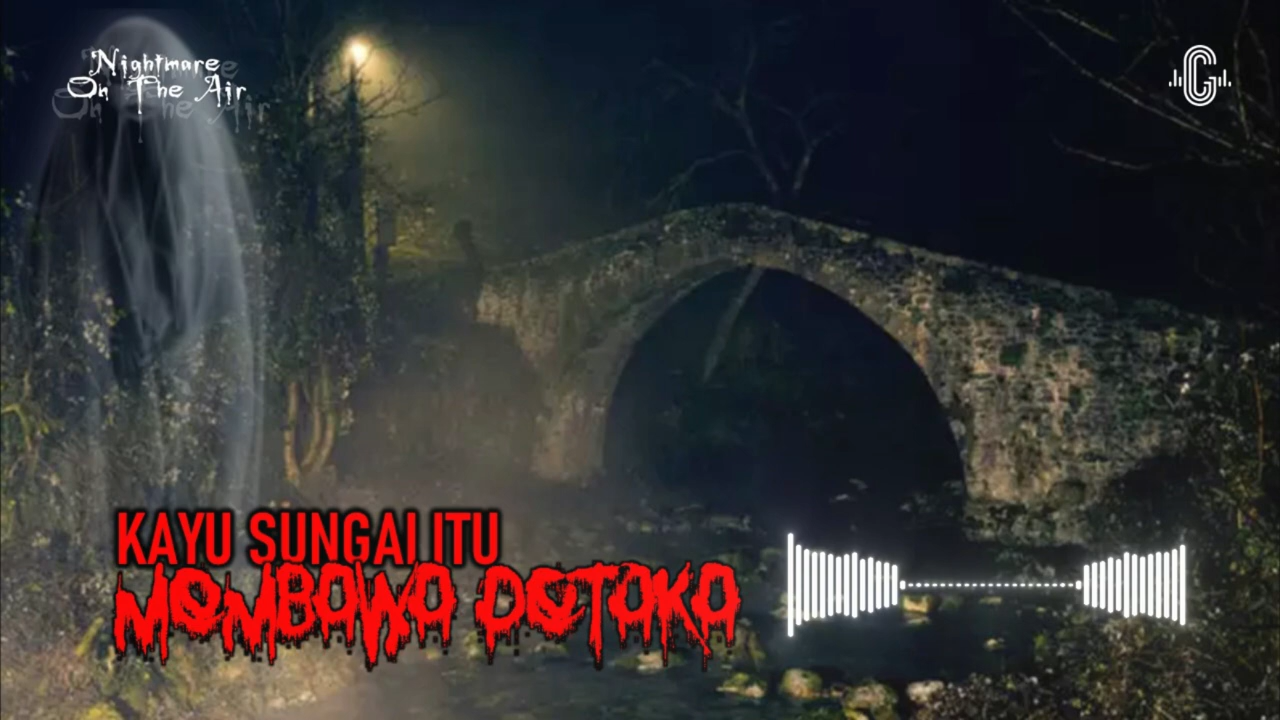 Nightmare
On The Air
G
KAYU SUNGAI ITU
MEMBAWA PETAKA